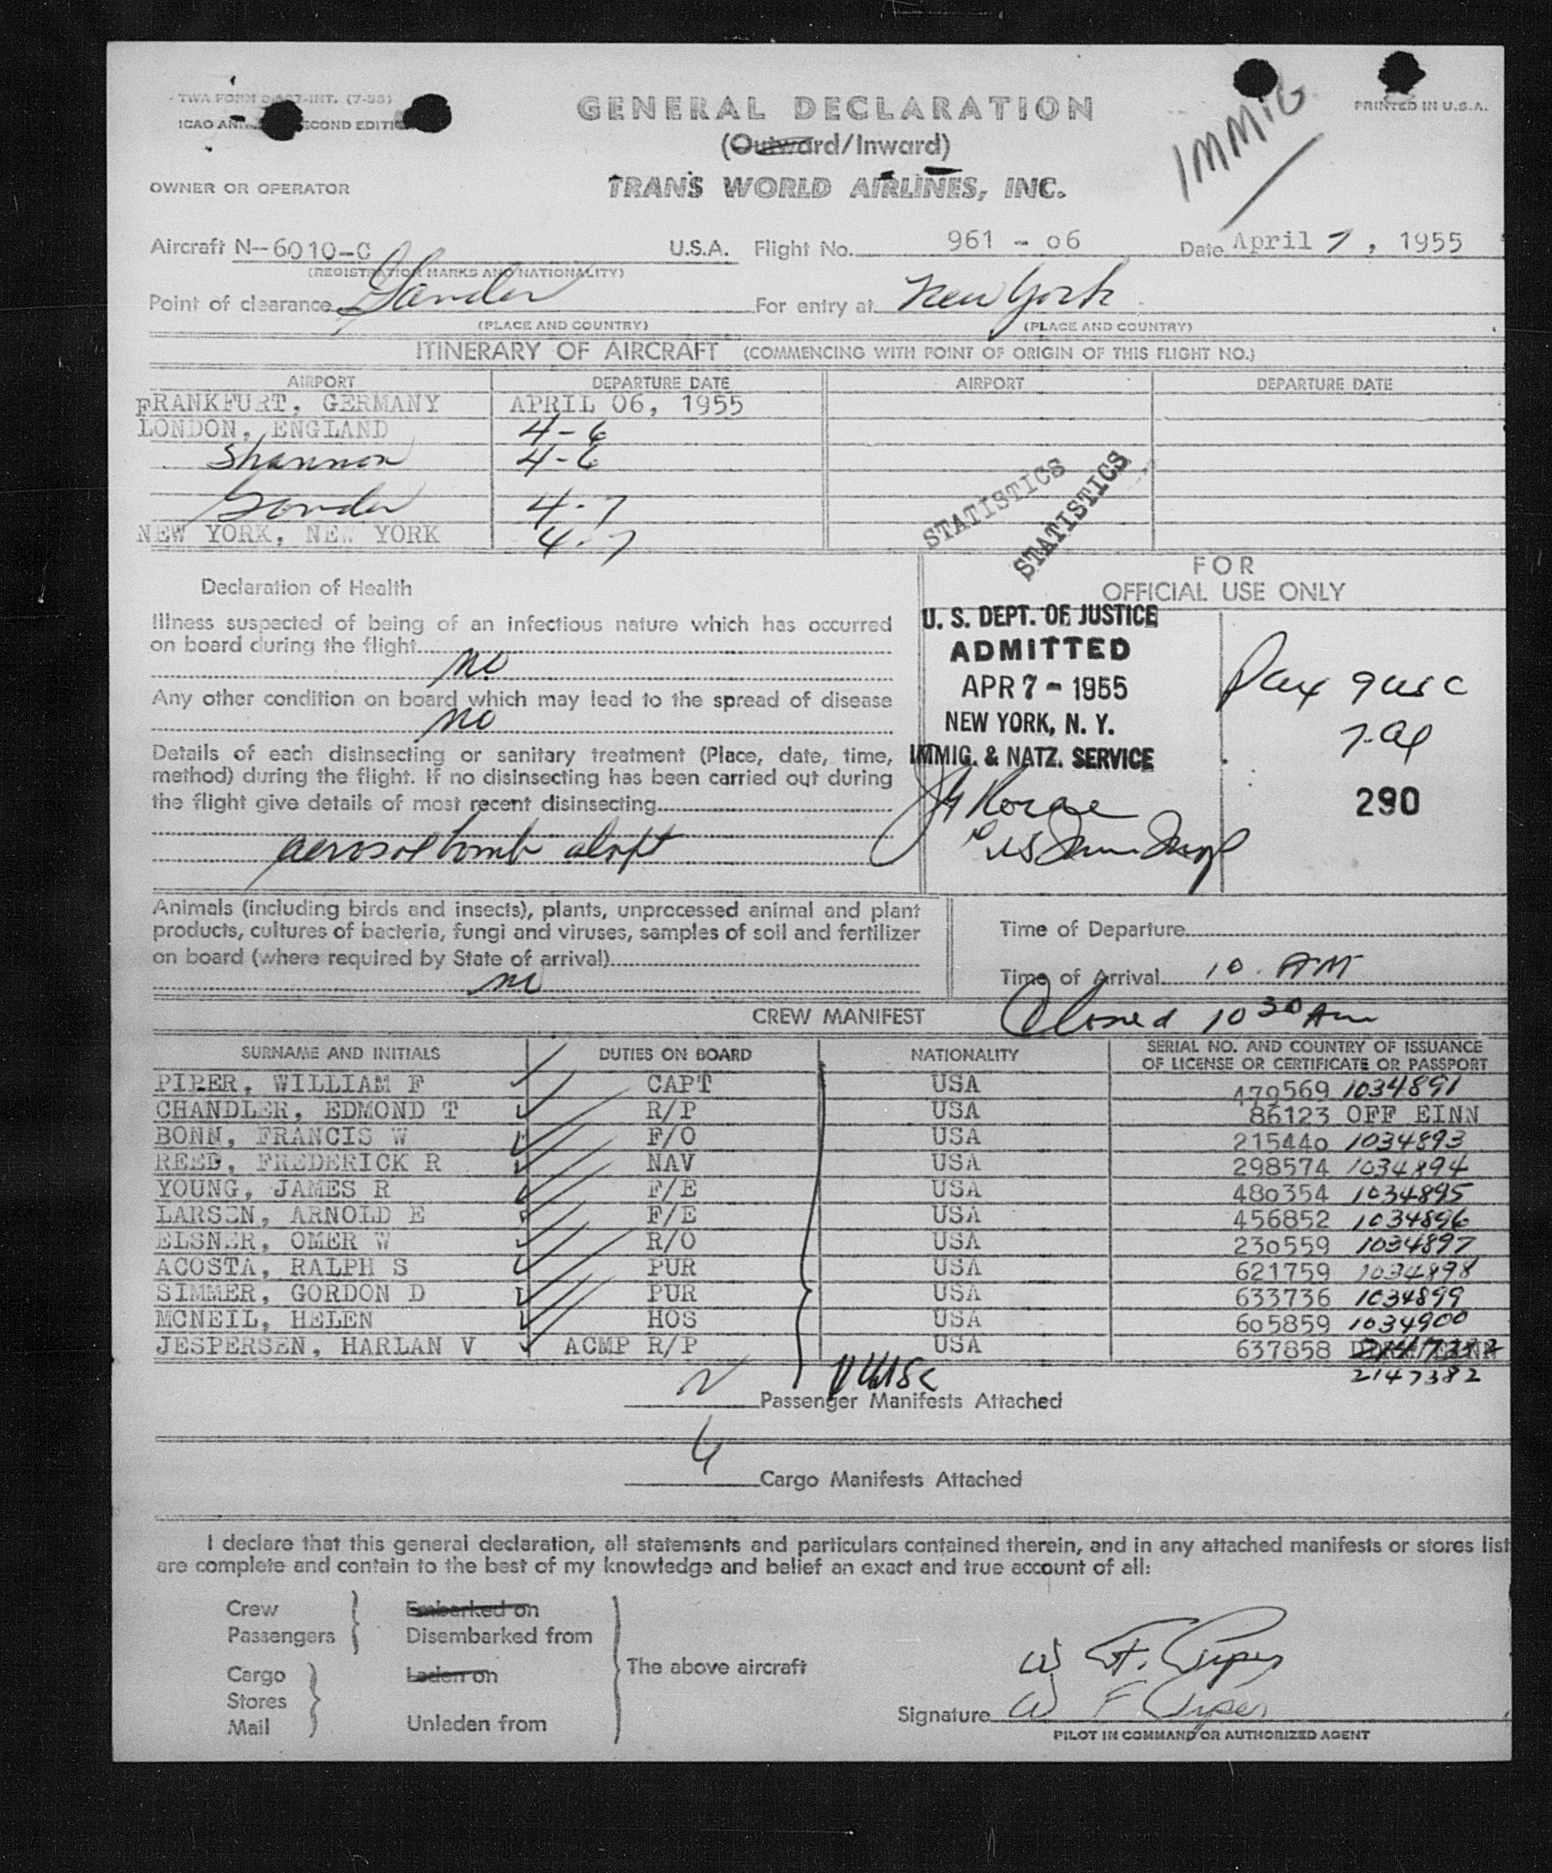 TWA FORM INT. (7-53)
ICAO SECOND EDITION
GENERAL DECLARATION
(Outward/Inward)
TRANS WORLD AIRLINES, INC.
PRINTED IN U.S.A.
IMMIG
OWNER OR OPERATOR
Aircraft N-6010-C U.S.A. Flight No. 961 - 06 Date April 7, 1955
(REGISTRATION MARKS AND NATIONALITY)
Point of clearance Gander For entry at New York
(PLACE AND COUNTRY) (PLACE AND COUNTRY)
ITINERARY OF AIRCRAFT (COMMENCING WITH POINT OF ORIGIN OF THIS FLIGHT NO.)
AIRPORT DEPARTURE DATE AIRPORT DEPARTURE DATE
FRANKFURT, GERMANY APRIL 06, 1955
LONDON, ENGLAND 4-6
Shannon 4-6
Gander 4-7
NEW YORK, NEW YORK 4-7
STATISTICS
STATISTICS
FOR
OFFICIAL USE ONLY
Declaration of Health
Illness suspected of being of an infectious nature which has occurred
on board during the flight
no
Any other condition on board which may lead to the spread of disease
no
Details of each disinsecting or sanitary treatment (Place, date, time,
method) during the flight. If no disinsecting has been carried out during
the flight give details of most recent disinsecting
aerosol bomb aloft
U. S. DEPT. OF JUSTICE
ADMITTED
APR 7 - 1955
NEW YORK, N. Y.
IMMIG. & NATZ. SERVICE
Pax 9 usc
7-al
290
Animals (including birds and insects), plants, unprocessed animal and plant
products, cultures of bacteria, fungi and viruses, samples of soil and fertilizer
on board (where required by State of arrival)
no
Time of Departure
Time of Arrival 10 AM
Closed 10 30 Am
CREW MANIFEST
SURNAME AND INITIALS DUTIES ON BOARD NATIONALITY SERIAL NO. AND COUNTRY OF ISSUANCE
OF LICENSE OR CERTIFICATE OR PASSPORT
PIPER, WILLIAM F CAPT USA 479569 1034891
CHANDLER, EDMOND T R/P USA 86123 OFF EINN
BONN, FRANCIS W F/O USA 215440 1034893
REED, FREDERICK R NAV USA 298574 1034894
YOUNG, JAMES R F/E USA 480354 1034895
LARSEN, ARNOLD E F/E USA 456852 1034896
ELSNER, OMER W R/O USA 230559 1034897
ACOSTA, RALPH S PUR USA 621759 1034898
SIMMER, GORDON D PUR USA 633736 1034899
MCNEIL, HELEN HOS USA 605859 1034900
JESPERSEN, HARLAN V ACMP R/P USA 637858
2147382
Passenger Manifests Attached
Cargo Manifests Attached
I declare that this general declaration, all statements and particulars contained therein, and in any attached manifests or stores list
are complete and contain to the best of my knowledge and belief an exact and true account of all:
Crew Embarked on
Passengers Disembarked from
Cargo Laden on
Stores
Mail Unladen from
The above aircraft
W F. Piper
Signature W F Piper
PILOT IN COMMAND OR AUTHORIZED AGENT